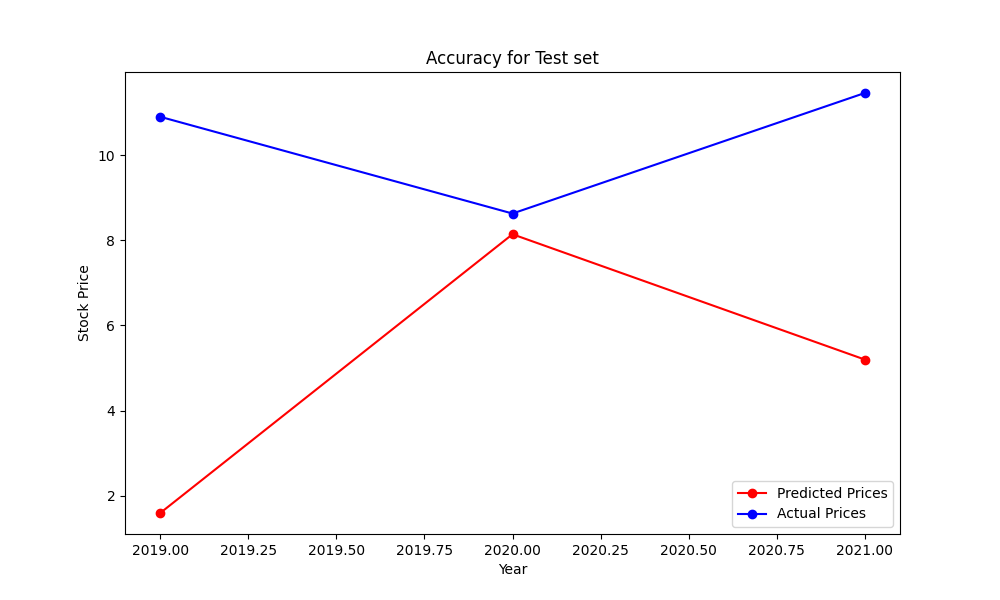 Accuracy for Test set
Stock Price
10
8
6
4
2
Predicted Prices
Actual Prices
2019.00 2019.25 2019.50 2019.75 2020.00 2020.25 2020.50 2020.75 2021.00
Year